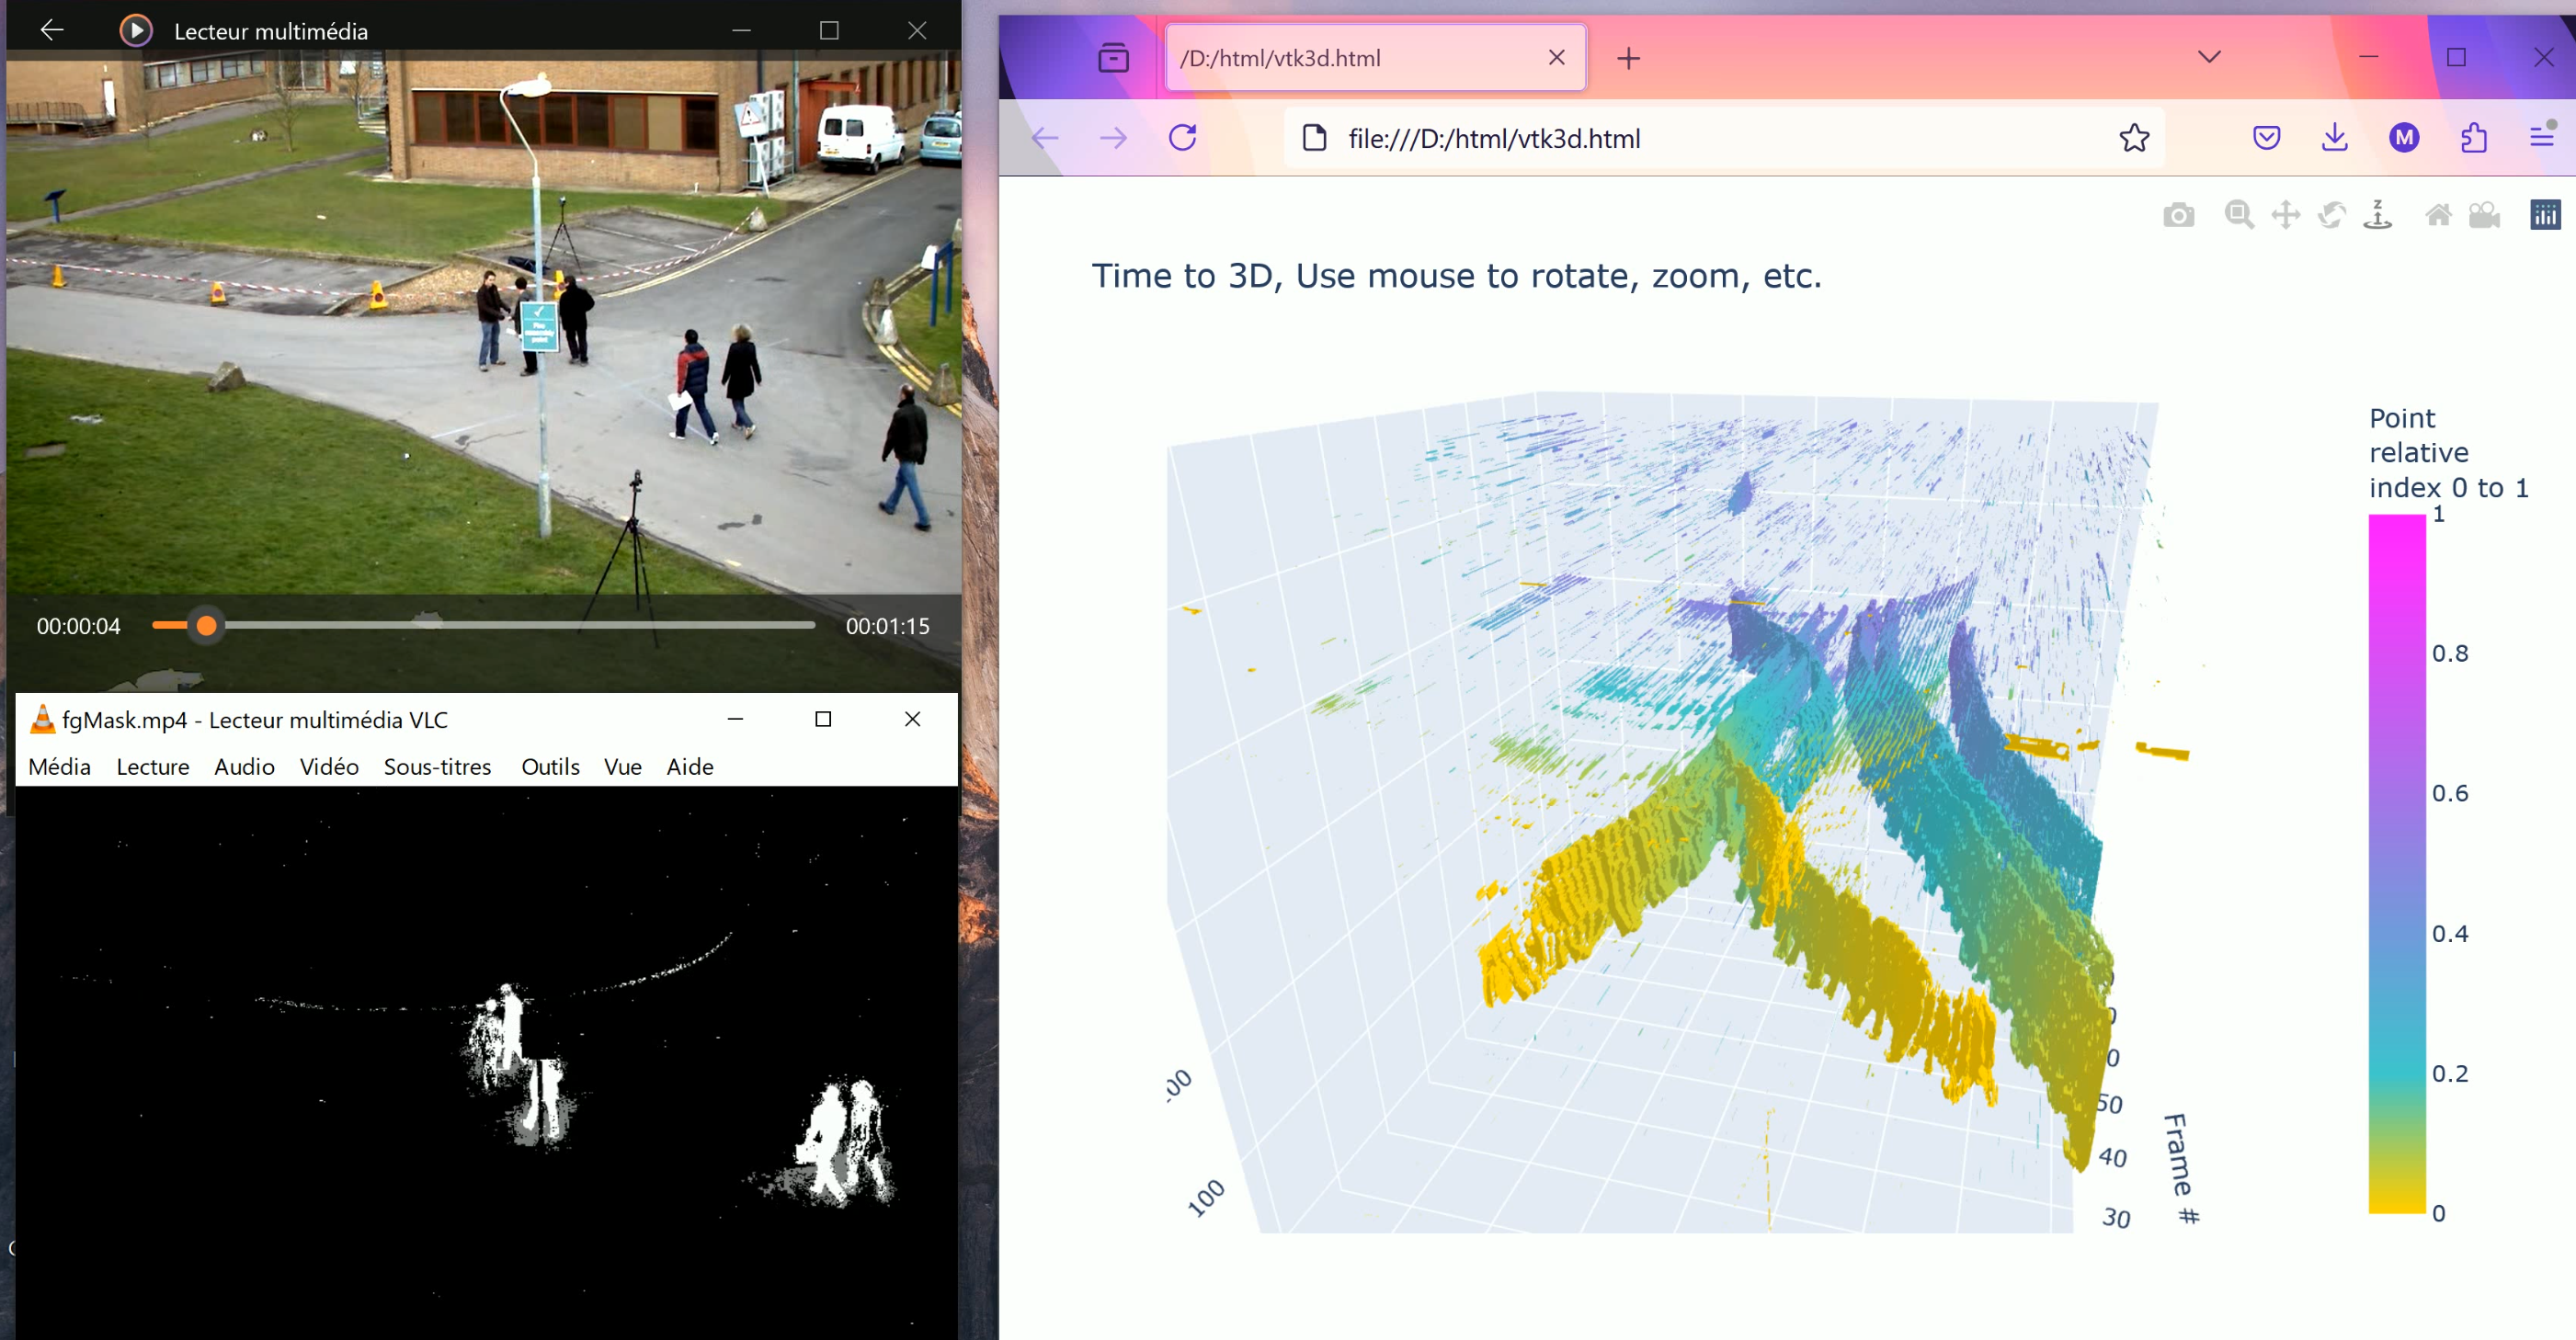 Lecteur multimédia
00:00:04
00:01:15
fgMask.mp4 - Lecteur multimédia VLC
Média Lecture Audio Vidéo Sous-titres Outils Vue Aide
/D:/html/vtk3d.html
file:///D:/html/vtk3d.html
M
Z
Time to 3D, Use mouse to rotate, zoom, etc.
Point
relative
index 0 to 1
1
0.8
0.6
0.4
0.2
0
100
50
40
30
Frame #